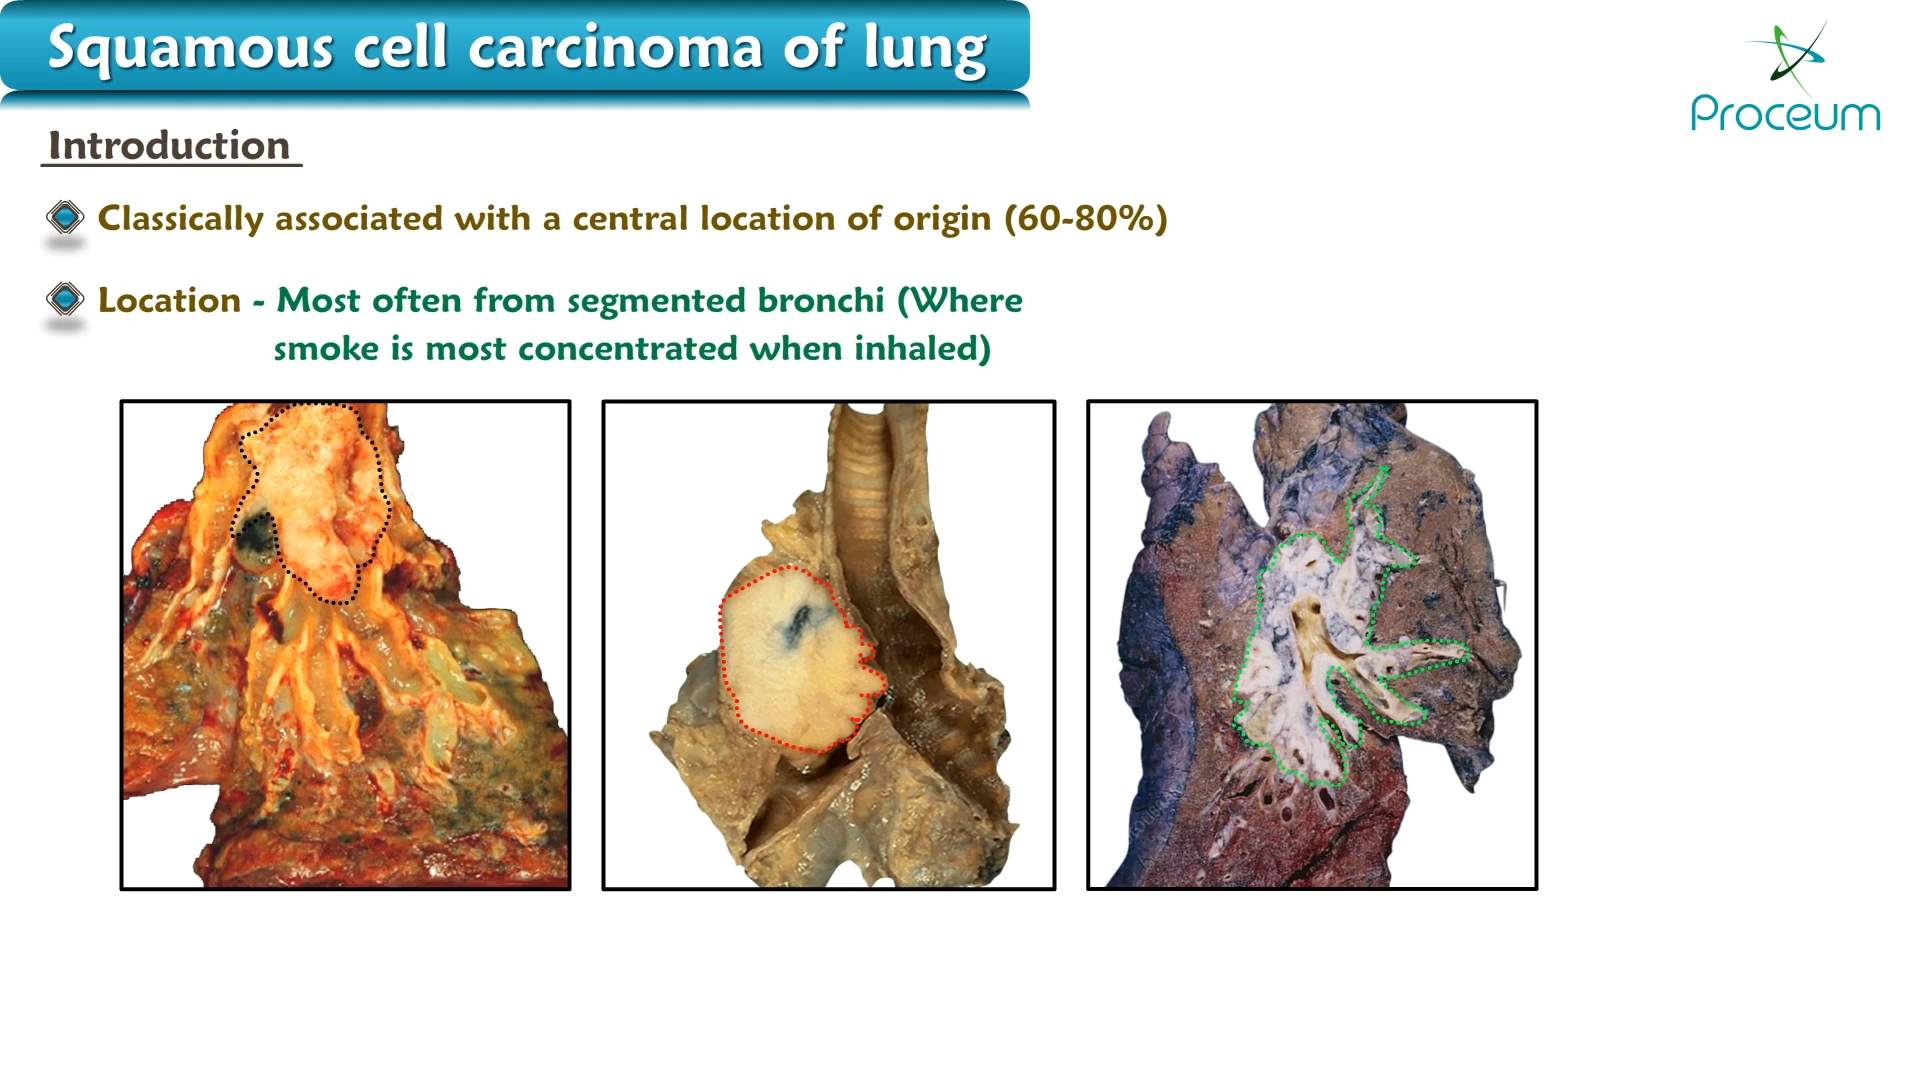 Squamous cell carcinoma of lung
Proceum
Introduction
Classically associated with a central location of origin (60-80%)
Location - Most often from segmented bronchi (Where
smoke is most concentrated when inhaled)